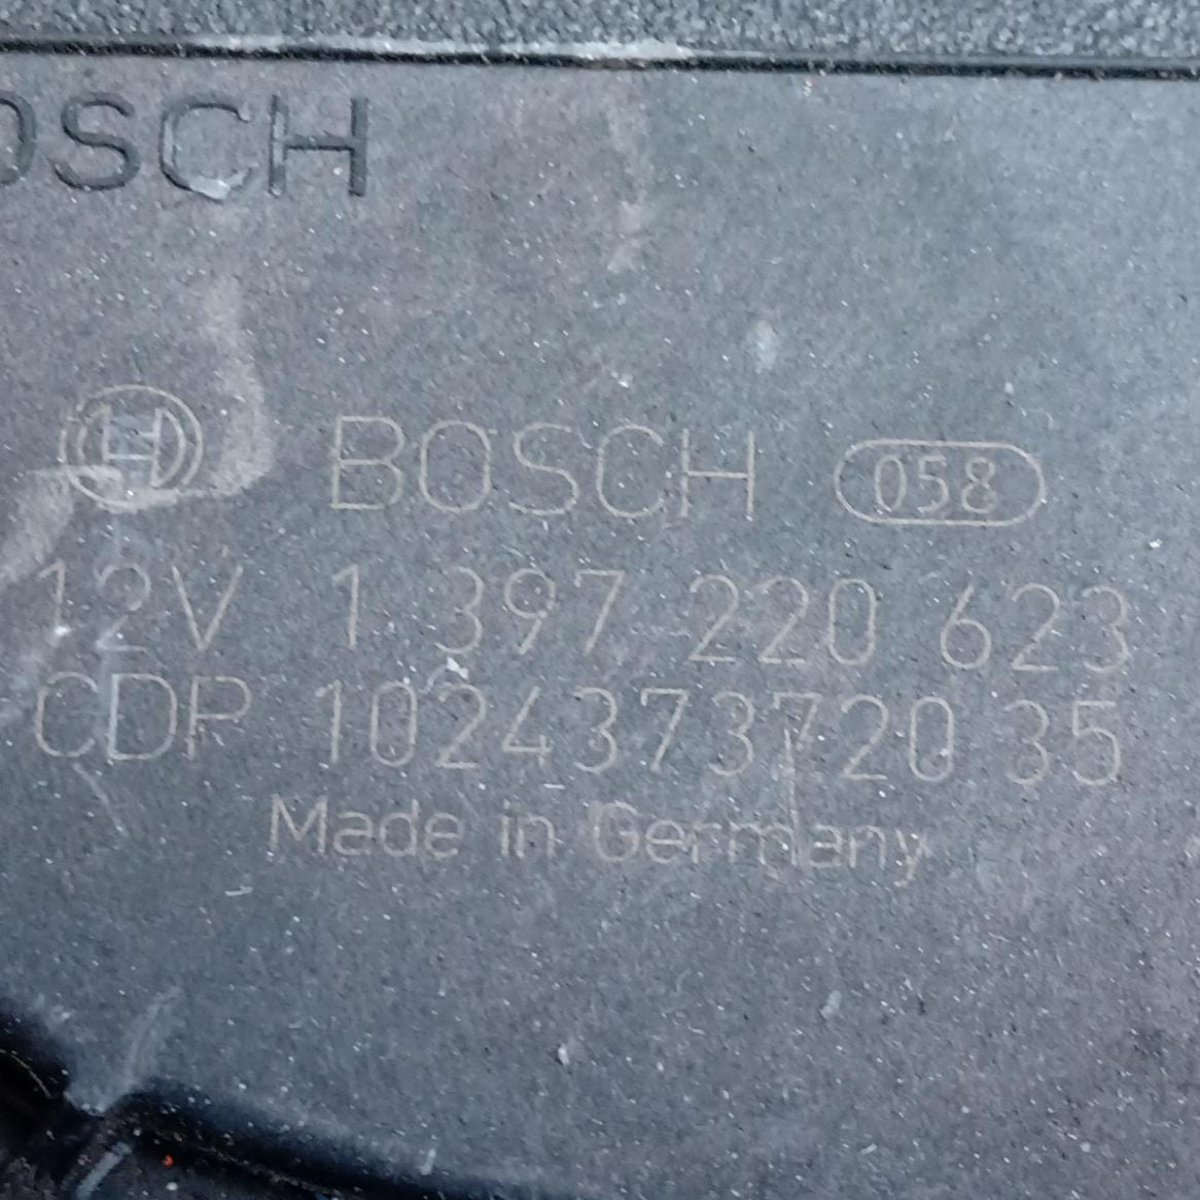 OSCH
BOSCH 058
12V 1 397 220 623
CDP 1024373720 35
Made in Germany